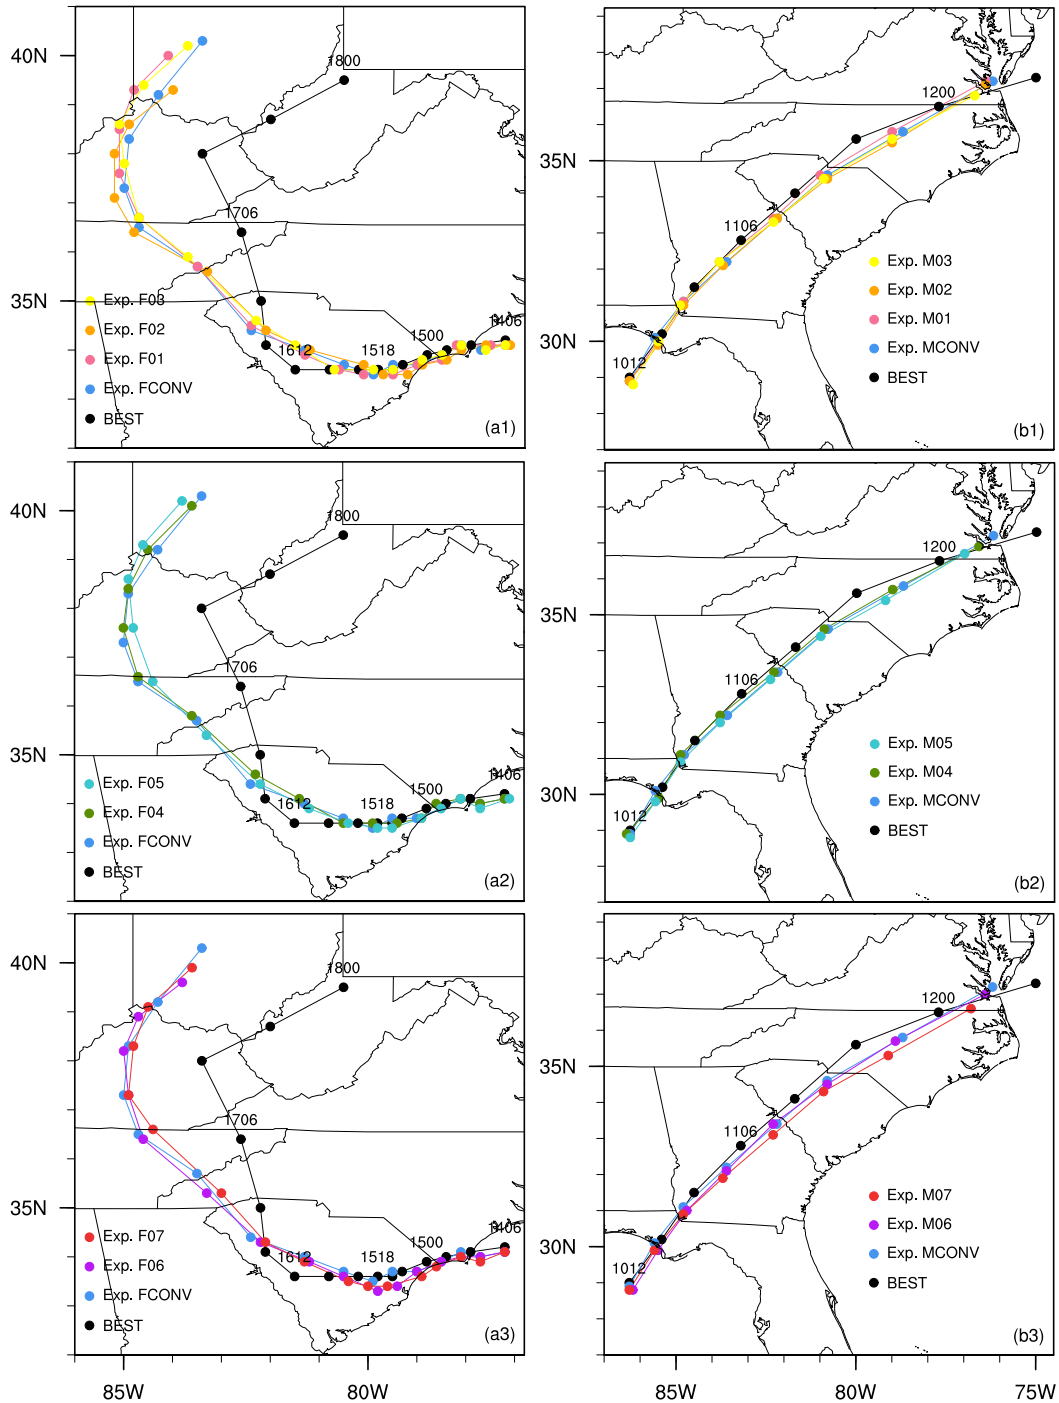 40N
35N
1800
1706
1612
1518
1500
1406
Exp. F03
Exp. F02
Exp. F01
Exp. FCONV
BEST
(a1)
35N
30N
1200
1106
1012
Exp. M03
Exp. M02
Exp. M01
Exp. MCONV
BEST
(b1)
40N
35N
1800
1706
1612
1518
1500
1406
Exp. F05
Exp. F04
Exp. FCONV
BEST
(a2)
35N
30N
1200
1106
1012
Exp. M05
Exp. M04
Exp. MCONV
BEST
(b2)
40N
35N
1800
1706
1612
1518
1500
1406
Exp. F07
Exp. F06
Exp. FCONV
BEST
(a3)
85W
80W
35N
30N
1200
1106
1012
Exp. M07
Exp. M06
Exp. MCONV
BEST
(b3)
85W
80W
75W